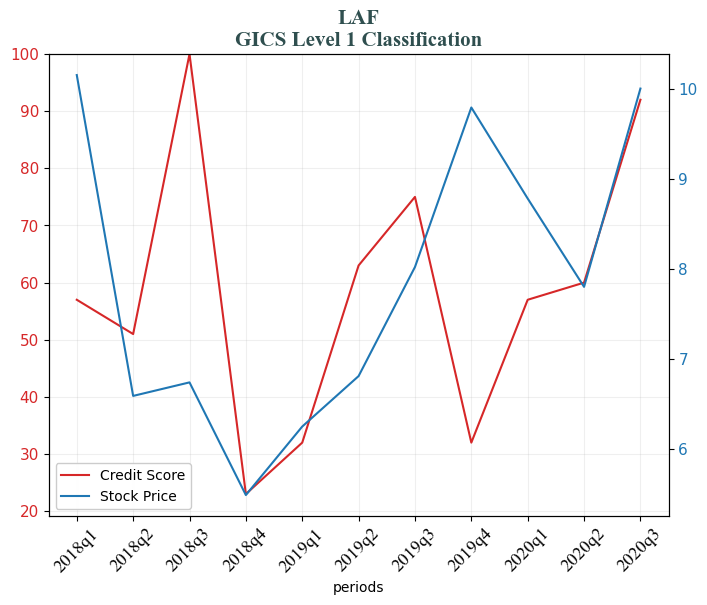 LAF
GICS Level 1 Classification
100
90
80
70
60
50
40
30
20
10
9
8
7
6
Credit Score
Stock Price
2018q1
2018q2
2018q3
2018q4
2019q1
2019q2
2019q3
2019q4
2020q1
2020q2
2020q3
periods